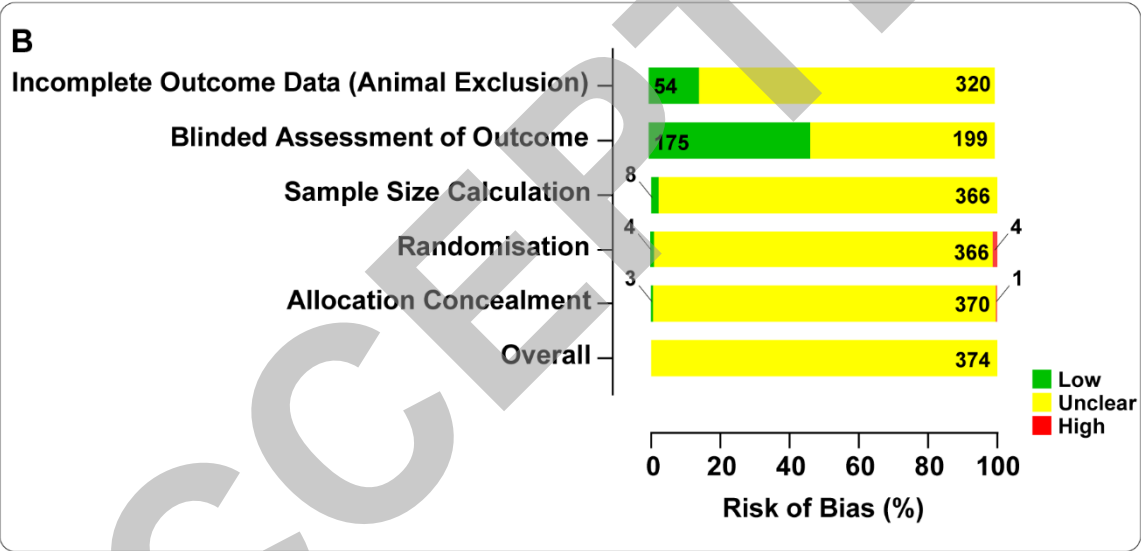 B
Incomplete Outcome Data (Animal Exclusion) 54 320
Blinded Assessment of Outcome 175 199
Sample Size Calculation 8 366
Randomisation 4 366 4
Allocation Concealment 3 370 1
Overall 374
Low
Unclear
High
0 20 40 60 80 100
Risk of Bias (%)
CCEPT